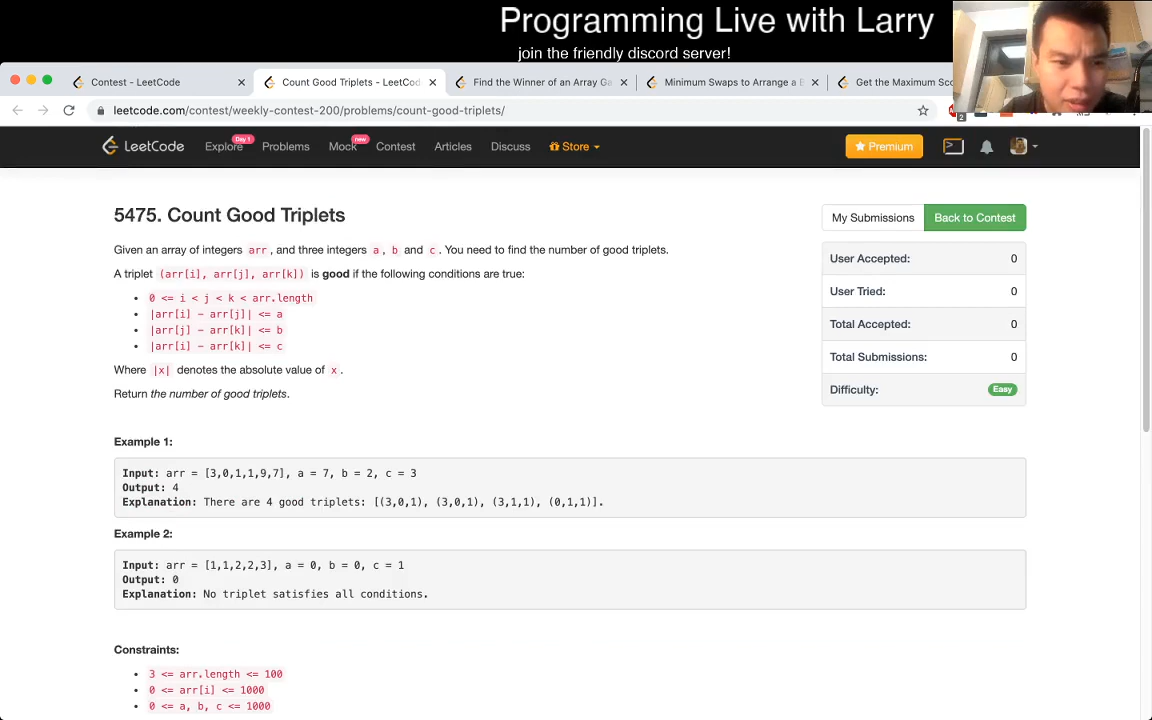 Programming Live with Larry
join the friendly discord server!
Contest - LeetCode
Count Good Triplets - LeetCod
Find the Winner of an Array Ga
Minimum Swaps to Arrange a B
Get the Maximum Sco
leetcode.com/contest/weekly-contest-200/problems/count-good-triplets/
2
LeetCode
Explore
Day 1
Problems
Mock
new
Contest
Articles
Discuss
Store
Premium
5475. Count Good Triplets
My Submissions
Back to Contest
Given an array of integers arr, and three integers a, b and c. You need to find the number of good triplets.
A triplet (arr[i], arr[j], arr[k]) is good if the following conditions are true:
• 0 <= i < j < k < arr.length
• |arr[i] - arr[j]| <= a
• |arr[j] - arr[k]| <= b
• |arr[i] - arr[k]| <= c
Where |x| denotes the absolute value of x.
Return the number of good triplets.
User Accepted: 0
User Tried: 0
Total Accepted: 0
Total Submissions: 0
Difficulty: Easy
Example 1:
Input: arr = [3,0,1,1,9,7], a = 7, b = 2, c = 3
Output: 4
Explanation: There are 4 good triplets: [(3,0,1), (3,0,1), (3,1,1), (0,1,1)].
Example 2:
Input: arr = [1,1,2,2,3], a = 0, b = 0, c = 1
Output: 0
Explanation: No triplet satisfies all conditions.
Constraints:
• 3 <= arr.length <= 100
• 0 <= arr[i] <= 1000
• 0 <= a, b, c <= 1000